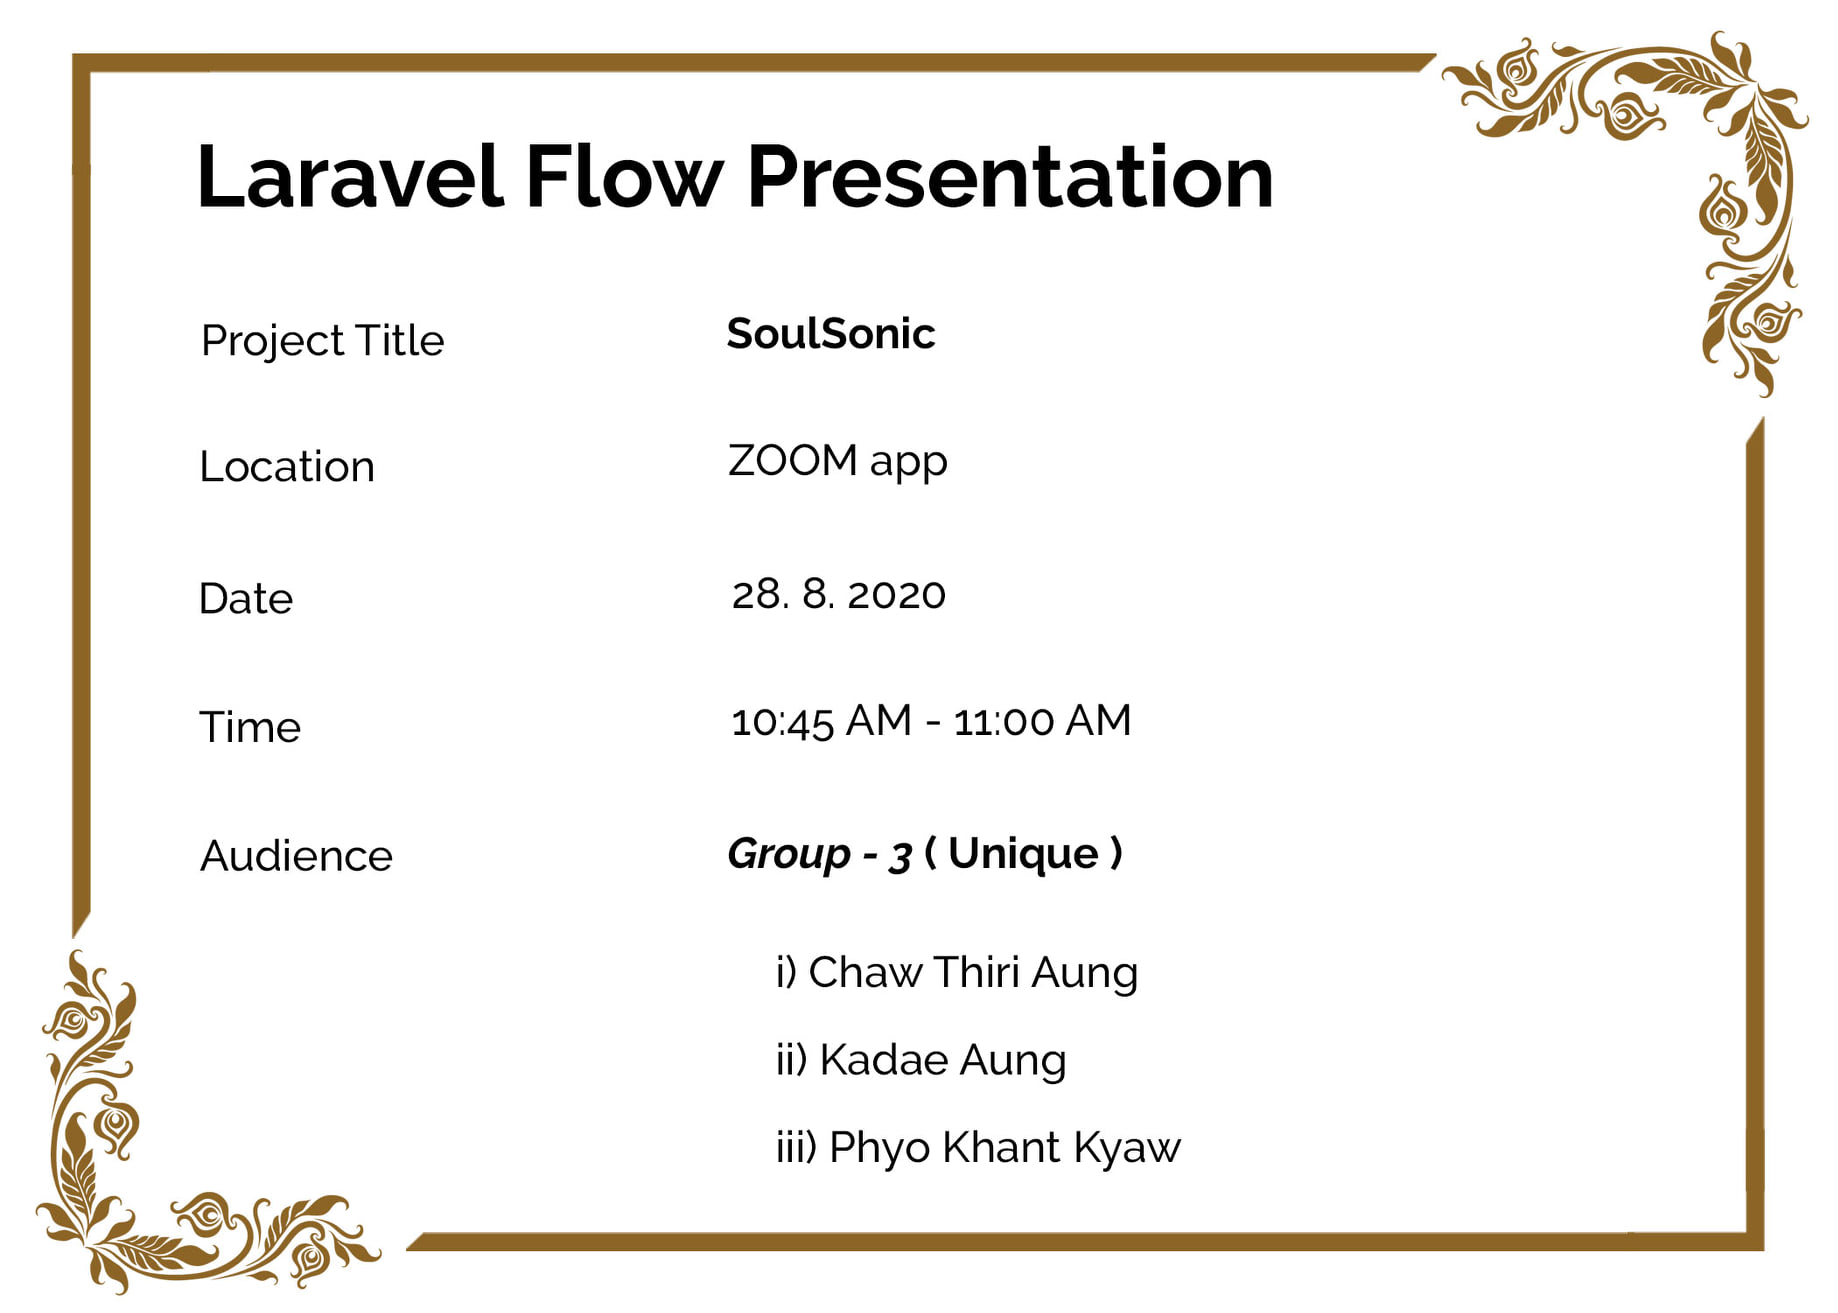 Laravel Flow Presentation
Project Title SoulSonic
Location ZOOM app
Date 28. 8. 2020
Time 10:45 AM - 11:00 AM
Audience Group - 3 ( Unique )
i) Chaw Thiri Aung
ii) Kadae Aung
iii) Phyo Khant Kyaw